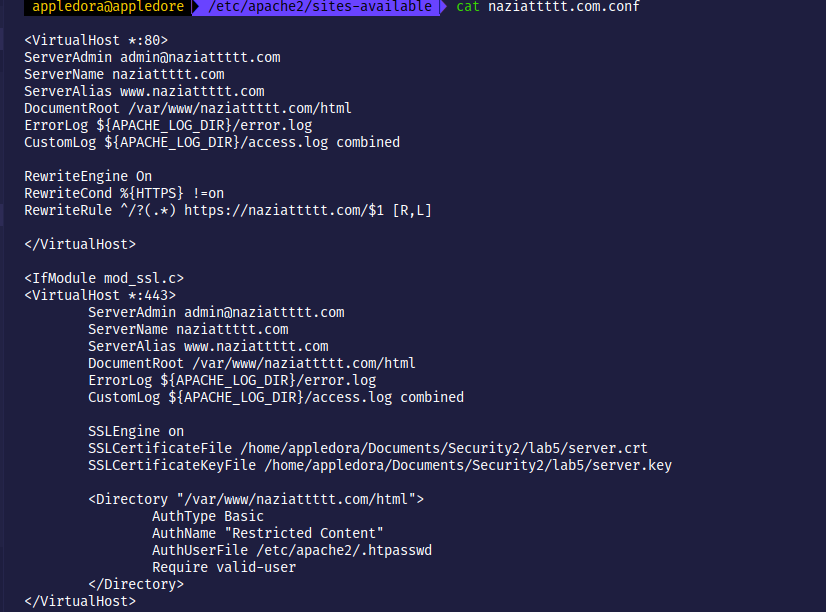 appledora@appledore /etc/apache2/sites-available cat naziattttt.com.conf
<VirtualHost *:80>
ServerAdmin admin@naziattttt.com
ServerName naziattttt.com
ServerAlias www.naziattttt.com
DocumentRoot /var/www/naziattttt.com/html
ErrorLog ${APACHE_LOG_DIR}/error.log
CustomLog ${APACHE_LOG_DIR}/access.log combined
RewriteEngine On
RewriteCond %{HTTPS} !=on
RewriteRule ^/?(.*) https://naziattttt.com/$1 [R,L]
</VirtualHost>
<IfModule mod_ssl.c>
<VirtualHost *:443>
ServerAdmin admin@naziattttt.com
ServerName naziattttt.com
ServerAlias www.naziattttt.com
DocumentRoot /var/www/naziattttt.com/html
ErrorLog ${APACHE_LOG_DIR}/error.log
CustomLog ${APACHE_LOG_DIR}/access.log combined
SSLEngine on
SSLCertificateFile /home/appledora/Documents/Security2/lab5/server.crt
SSLCertificateKeyFile /home/appledora/Documents/Security2/lab5/server.key
<Directory "/var/www/naziattttt.com/html">
AuthType Basic
AuthName "Restricted Content"
AuthUserFile /etc/apache2/.htpasswd
Require valid-user
</Directory>
</VirtualHost>